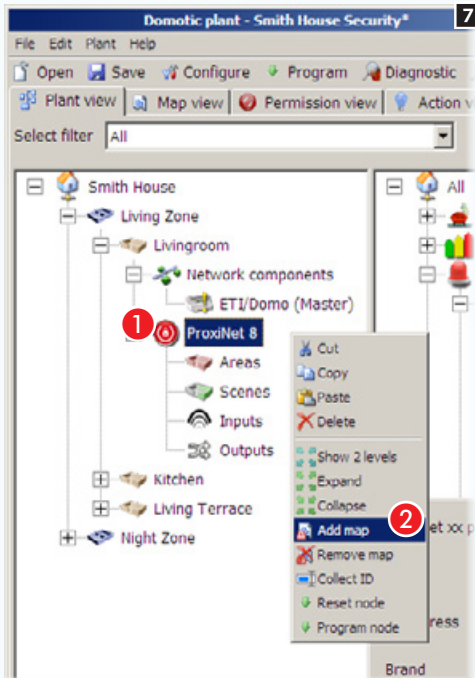 Domotic plant - Smith House Security*
7
File Edit Plant Help
Open Save Configure Program Diagnostic
Plant view Map view Permission view Action v
Select filter All
Smith House
Living Zone
Livingroom
Network components
ETI/Domo (Master)
1 ProxiNet 8
Areas
Scenes
Inputs
Outputs
Kitchen
Living Terrace
Night Zone
Cut
Copy
Paste
Delete
Show 2 levels
Expand
Collapse
Add map 2
Remove map
Collect ID
Reset node
Program node
All
et xx p
ress
Brand